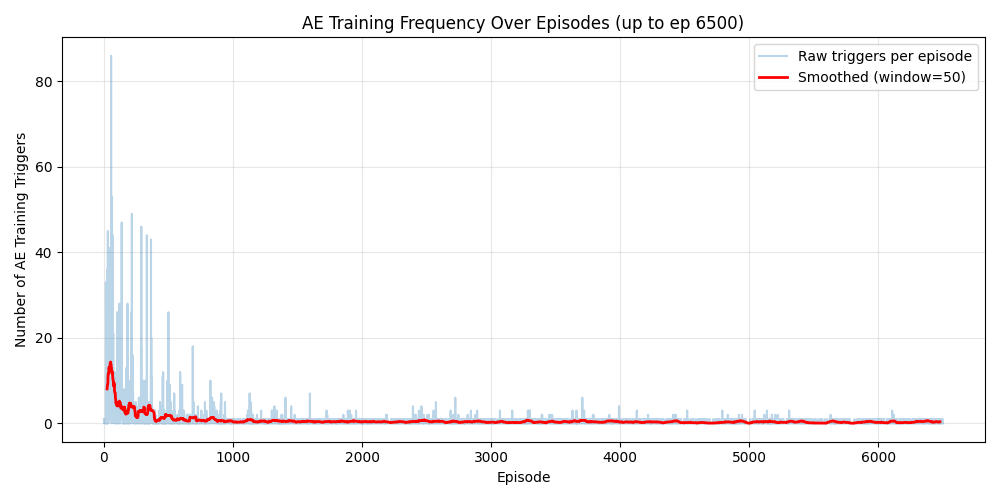 AE Training Frequency Over Episodes (up to ep 6500)
Raw triggers per episode
Smoothed (window=50)
Number of AE Training Triggers
80
60
40
20
0
0 1000 2000 3000 4000 5000 6000
Episode